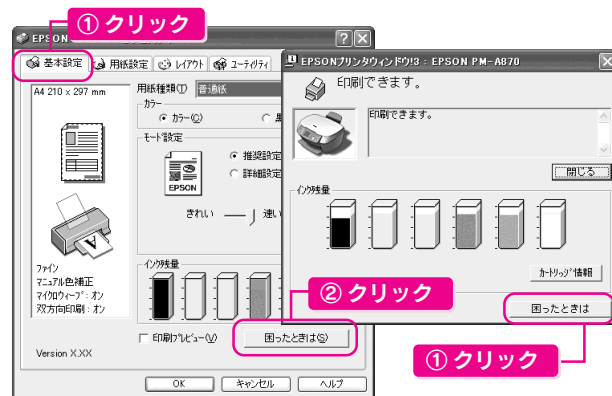 ① クリック
EPSON
基本設定
用紙設定
レイアウト
ユーティリティ
A4 210 x 297 mm
用紙種類(T)
普通紙
カラー
カラー(C)
モード設定
推奨設定
詳細設定
EPSON
きれい
速い
ファイン
マニュアル色補正
マイクロウィーブ：オン
双方向印刷：オン
インク残量
印刷プレビュー(V)
② クリック
困ったときは(S)
Version X.XX
OK
キャンセル
ヘルプ
EPSONプリンタウィンドウ!3 : EPSON PM-A870
印刷できます。
印刷できます。
閉じる
インク残量
カートリッジ情報
困ったときは
① クリック